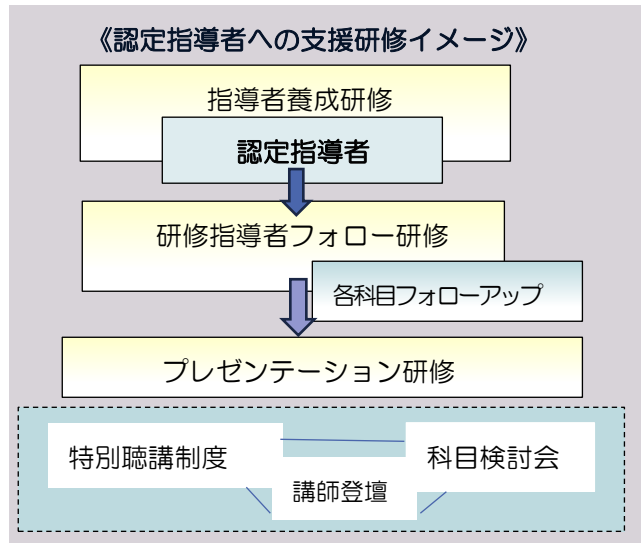 《認定指導者への支援研修イメージ》
指導者養成研修
認定指導者
研修指導者フォロー研修
各科目フォローアップ
プレゼンテーション研修
特別聴講制度
科目検討会
講師登壇